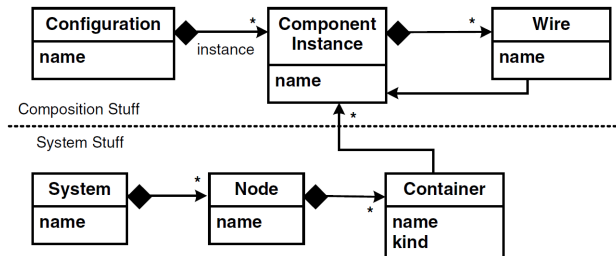 Configuration
name
*
instance
Component
Instance
name
*
Wire
name
Composition Stuff
*
System Stuff
System
name
*
Node
name
*
Container
name
kind